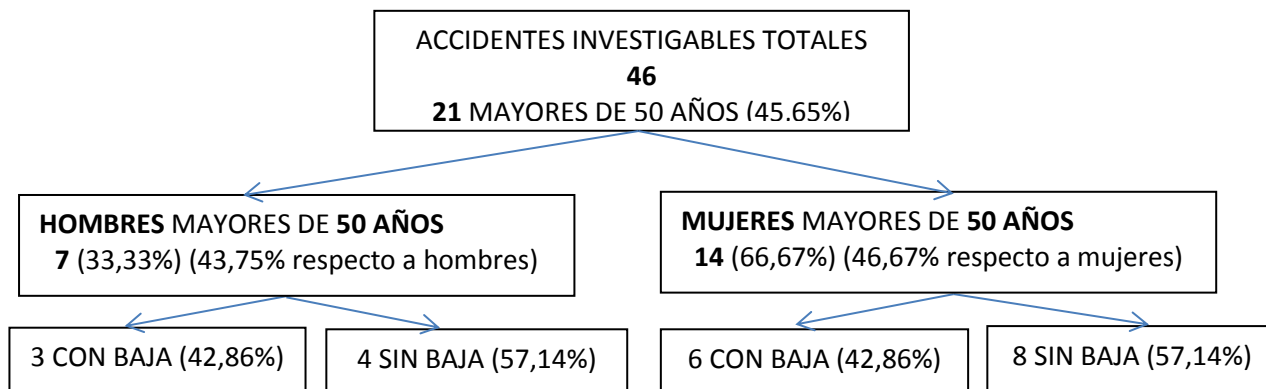 ACCIDENTES INVESTIGABLES TOTALES
46
21 MAYORES DE 50 AÑOS (45.65%)
HOMBRES MAYORES DE 50 AÑOS
7 (33,33%) (43,75% respecto a hombres)
MUJERES MAYORES DE 50 AÑOS
14 (66,67%) (46,67% respecto a mujeres)
3 CON BAJA (42,86%)
4 SIN BAJA (57,14%)
6 CON BAJA (42,86%)
8 SIN BAJA (57,14%)